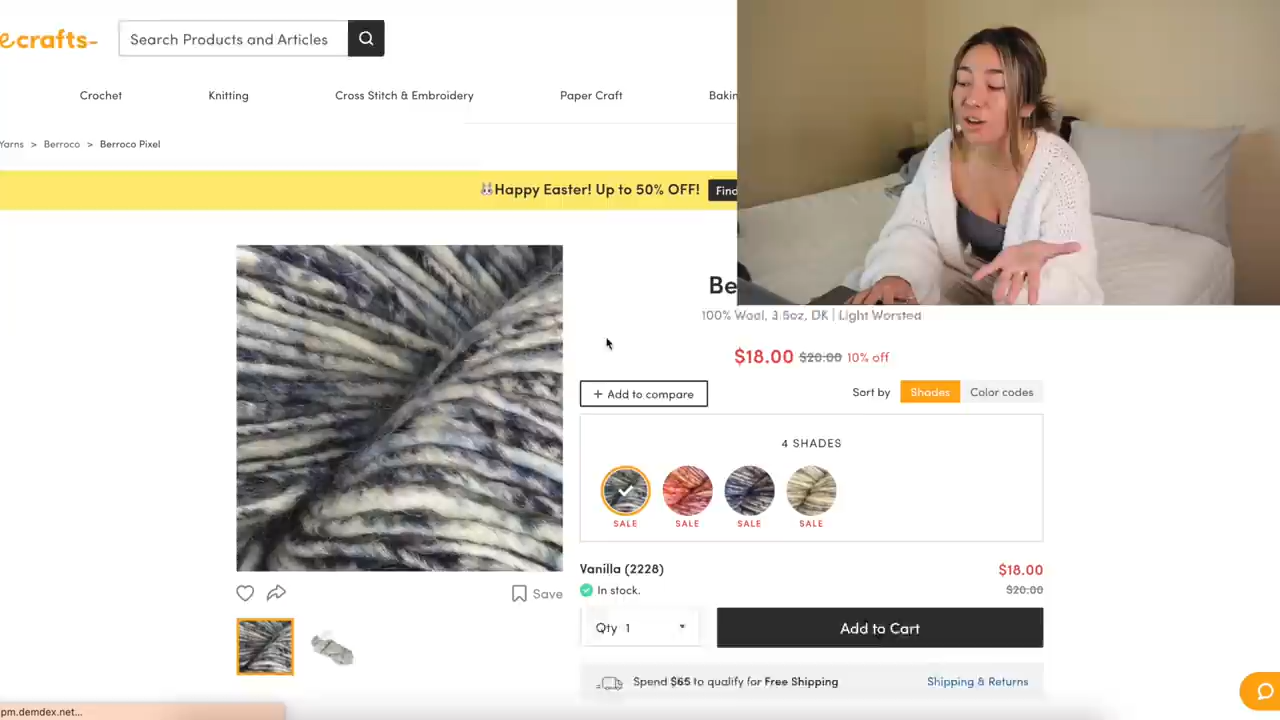 ecrafts
Search Products and Articles
Crochet
Knitting
Cross Stitch & Embroidery
Paper Craft
Bakin
Yarns > Berroco > Berroco Pixel
🐰Happy Easter! Up to 50% OFF!
Find
Be
100% Wool, 3.5oz, DK | Light Worsted
$18.00 $20.00 10% off
+ Add to compare
Sort by
Shades
Color codes
4 SHADES
SALE
SALE
SALE
SALE
Vanilla (2228)
$18.00
In stock.
$20.00
Save
Qty 1
Add to Cart
Spend $65 to qualify for Free Shipping
Shipping & Returns
pm.demdex.net...